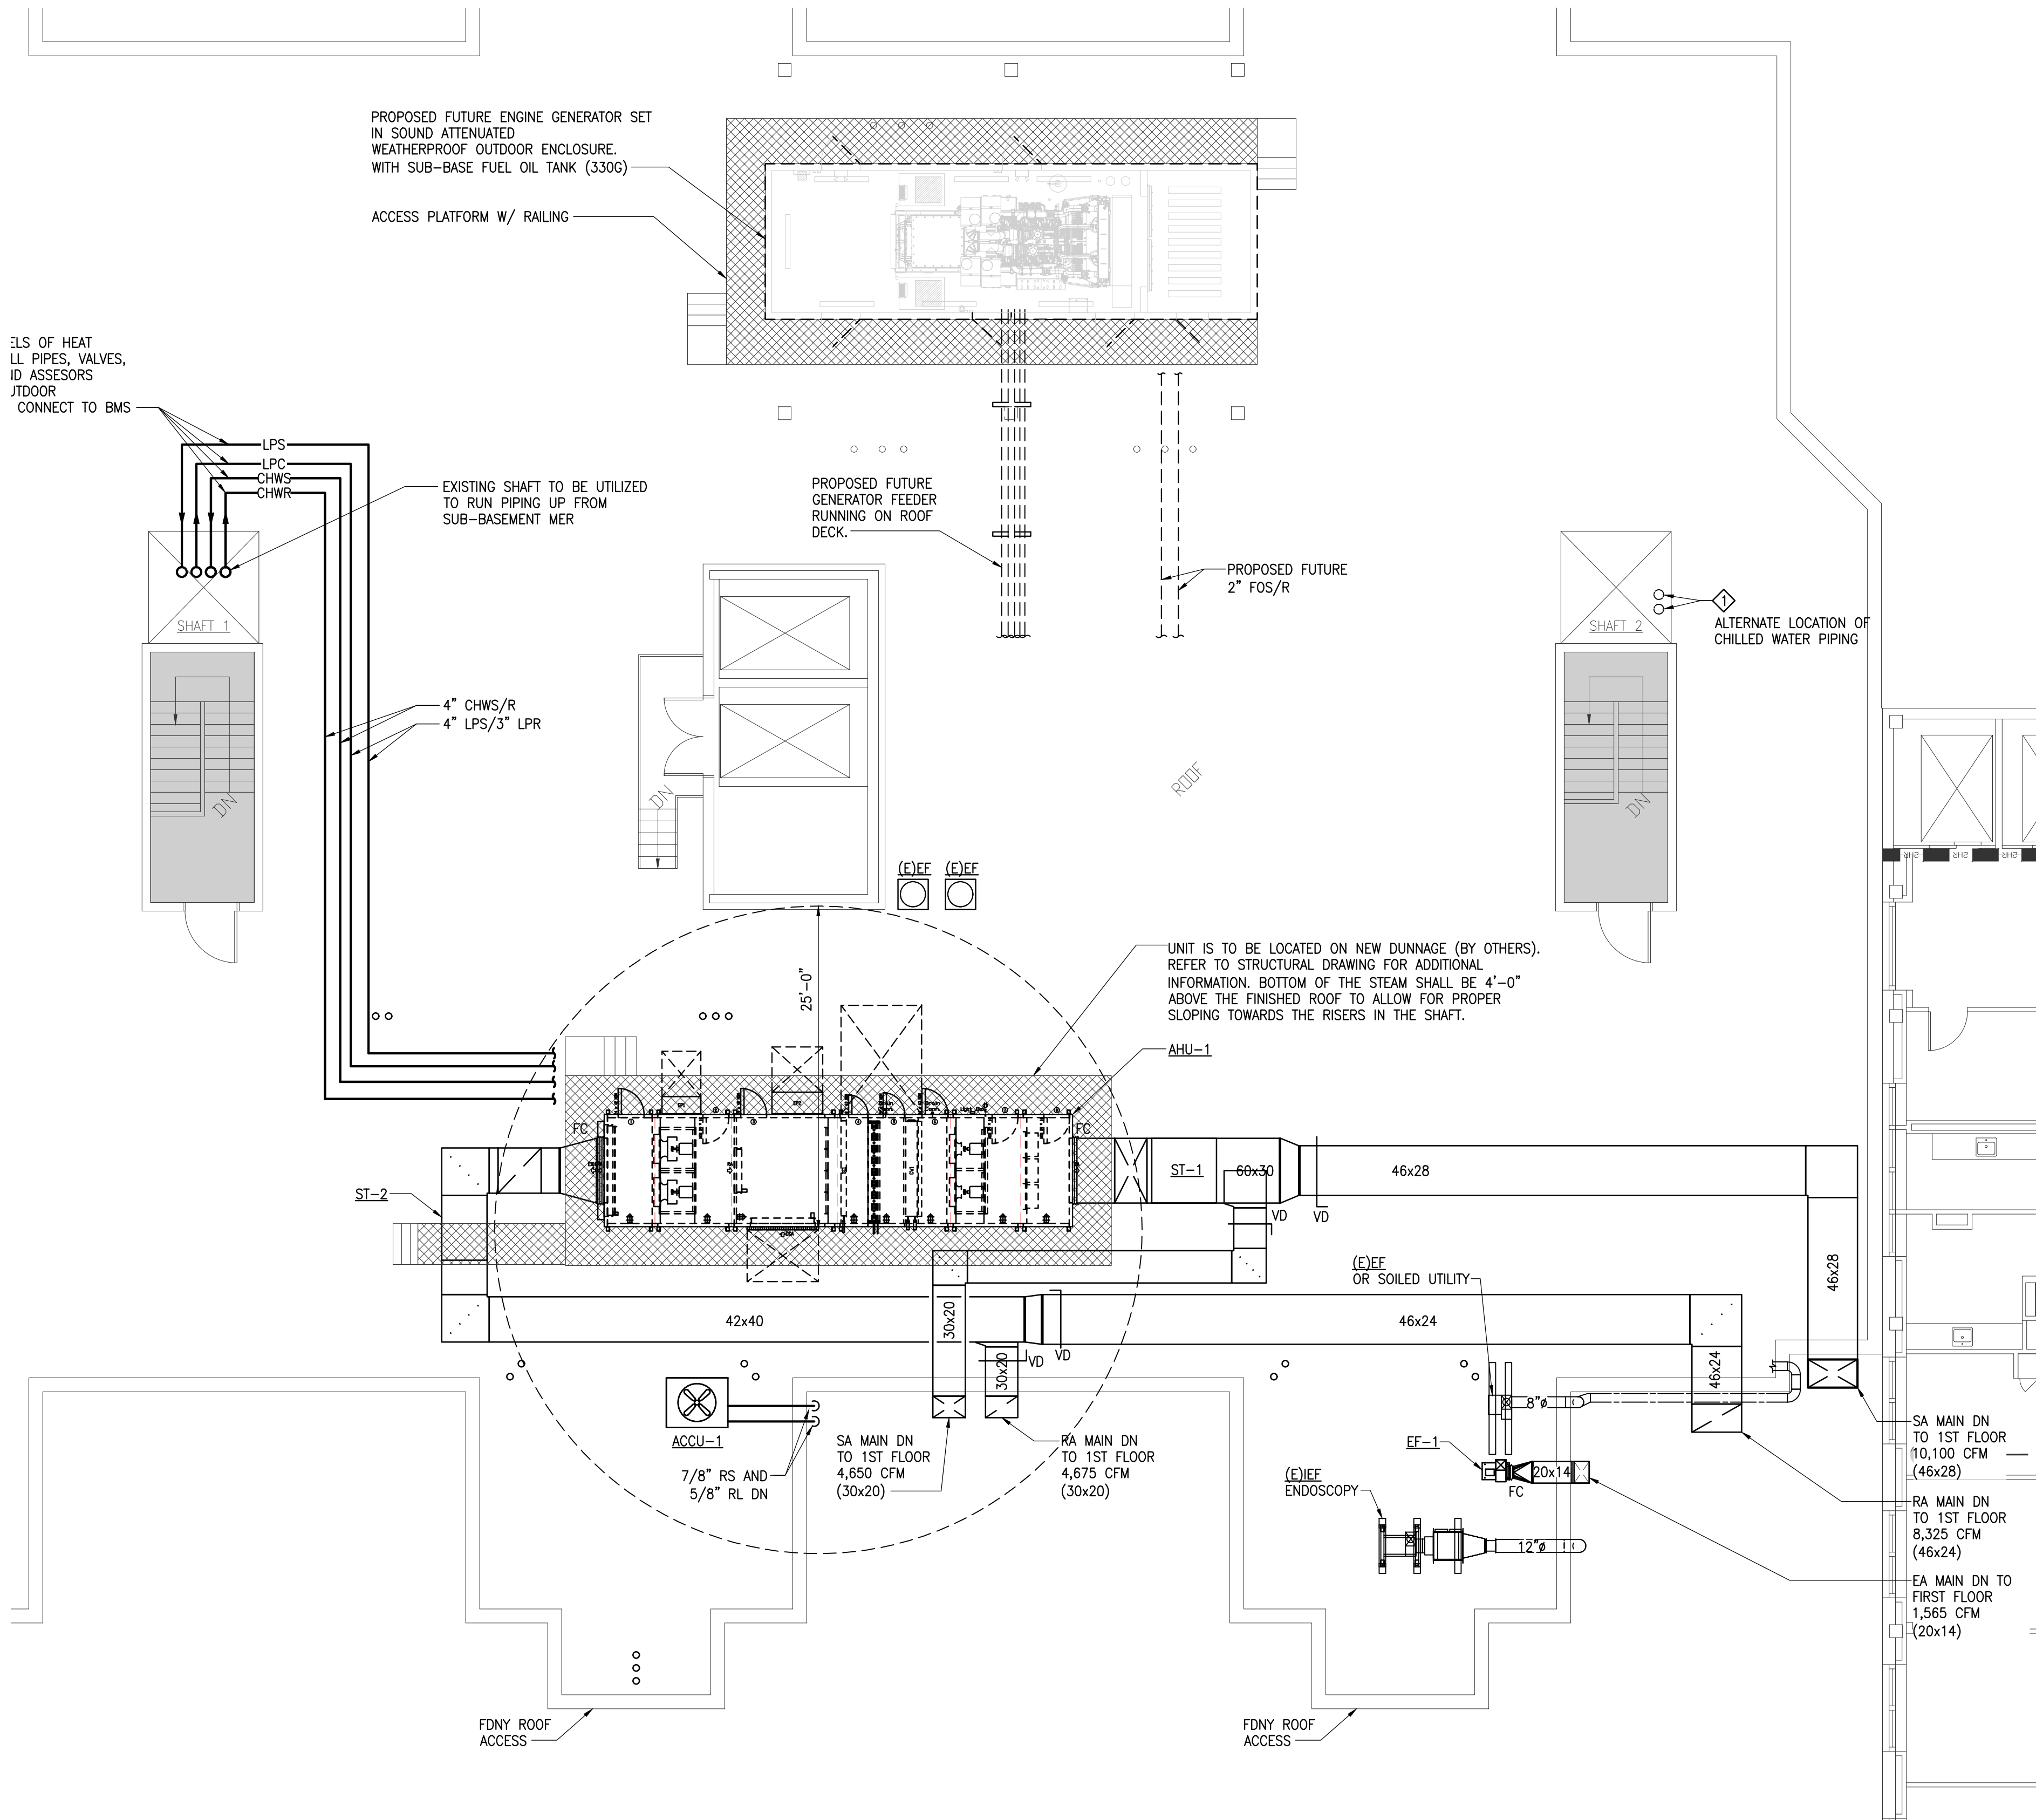 PROPOSED FUTURE ENGINE GENERATOR SET
IN SOUND ATTENUATED
WEATHERPROOF OUTDOOR ENCLOSURE.
WITH SUB-BASE FUEL OIL TANK (330G)
ACCESS PLATFORM W/ RAILING
ELS OF HEAT
LL PIPES, VALVES,
ND ASSESORS
UTDOOR
CONNECT TO BMS
LPS
LPC
CHWS
CHWR
EXISTING SHAFT TO BE UTILIZED
TO RUN PIPING UP FROM
SUB-BASEMENT MER
PROPOSED FUTURE
GENERATOR FEEDER
RUNNING ON ROOF
DECK.
PROPOSED FUTURE
2" FOS/R
SHAFT 1
SHAFT 2
1
ALTERNATE LOCATION OF
CHILLED WATER PIPING
4" CHWS/R
4" LPS/3" LPR
DN
DN
DN
ROOF
2HR
2HR
2HR
(E)EF
(E)EF
25'-0"
UNIT IS TO BE LOCATED ON NEW DUNNAGE (BY OTHERS).
REFER TO STRUCTURAL DRAWING FOR ADDITIONAL
INFORMATION. BOTTOM OF THE STEAM SHALL BE 4'-0"
ABOVE THE FINISHED ROOF TO ALLOW FOR PROPER
SLOPING TOWARDS THE RISERS IN THE SHAFT.
AHU-1
FC
FC
ST-2
ST-1
60x30
46x28
VD
VD
46x28
(E)EF
OR SOILED UTILITY
42x40
30x20
46x24
30x20
VD
VD
46x24
8"ø
ACCU-1
7/8" RS AND
5/8" RL DN
SA MAIN DN
TO 1ST FLOOR
4,650 CFM
(30x20)
RA MAIN DN
TO 1ST FLOOR
4,675 CFM
(30x20)
EF-1
20x14
FC
(E)IEF
ENDOSCOPY
12"ø
SA MAIN DN
TO 1ST FLOOR
10,100 CFM
(46x28)
RA MAIN DN
TO 1ST FLOOR
8,325 CFM
(46x24)
EA MAIN DN TO
FIRST FLOOR
1,565 CFM
(20x14)
FDNY ROOF
ACCESS
FDNY ROOF
ACCESS